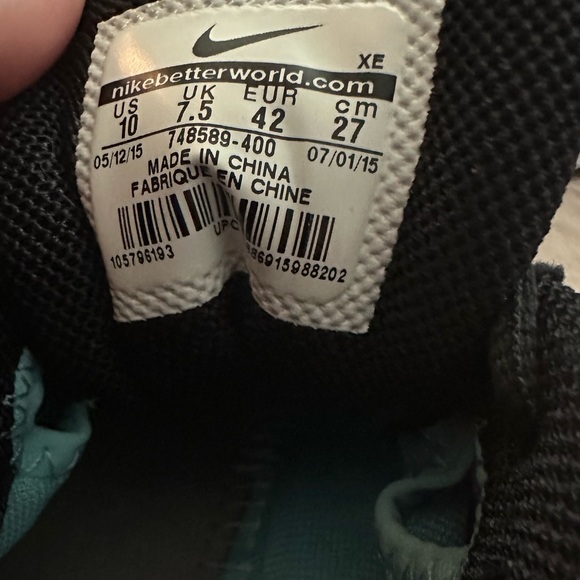 XE
nikebetterworld.com
US UK EUR cm
10 7.5 42 27
05/12/15 748589-400 07/01/15
MADE IN CHINA
FABRIQUE EN CHINE
UPC
105796193